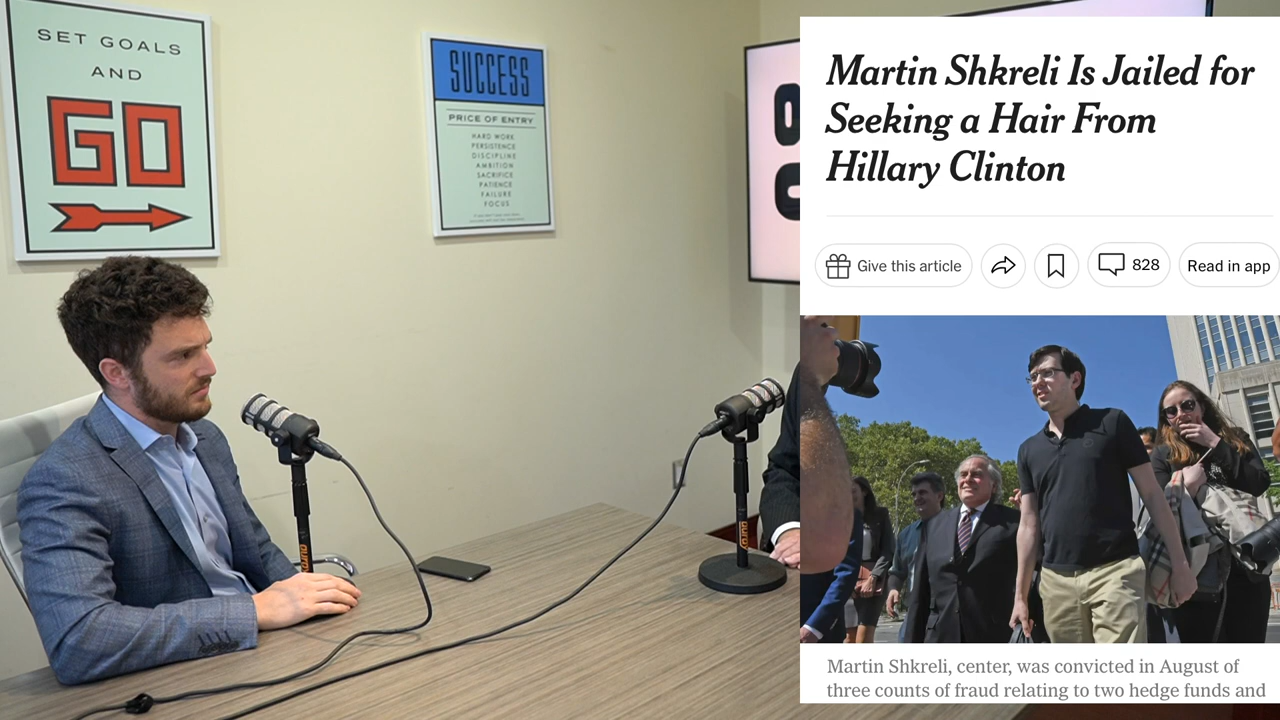 SET GOALS
AND
GO
SUCCESS
PRICE OF ENTRY
HARD WORK
PERSISTENCE
DISCIPLINE
AMBITION
SACRIFICE
PATIENCE
FAILURE
FOCUS
Martin Shkreli Is Jailed for
Seeking a Hair From
Hillary Clinton
Give this article
828
Read in app
Martin Shkreli, center, was convicted in August of
three counts of fraud relating to two hedge funds and